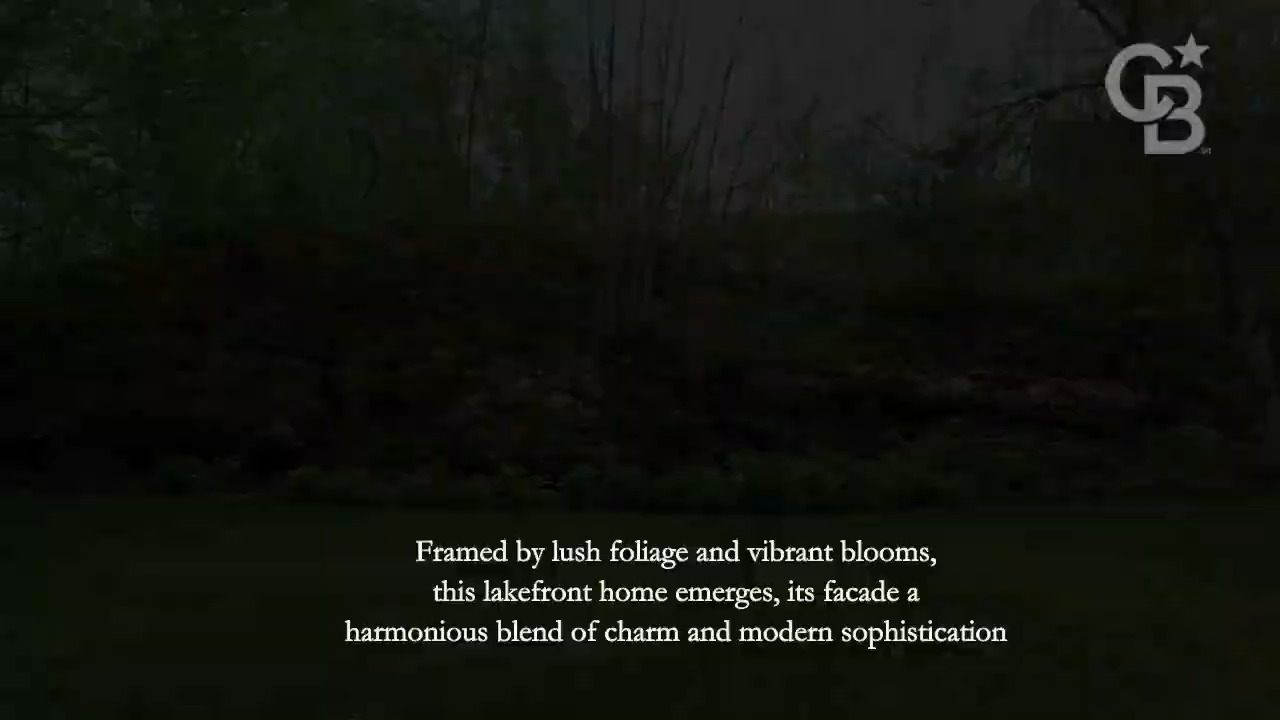 CB
Framed by lush foliage and vibrant blooms,
this lakefront home emerges, its facade a
harmonious blend of charm and modern sophistication